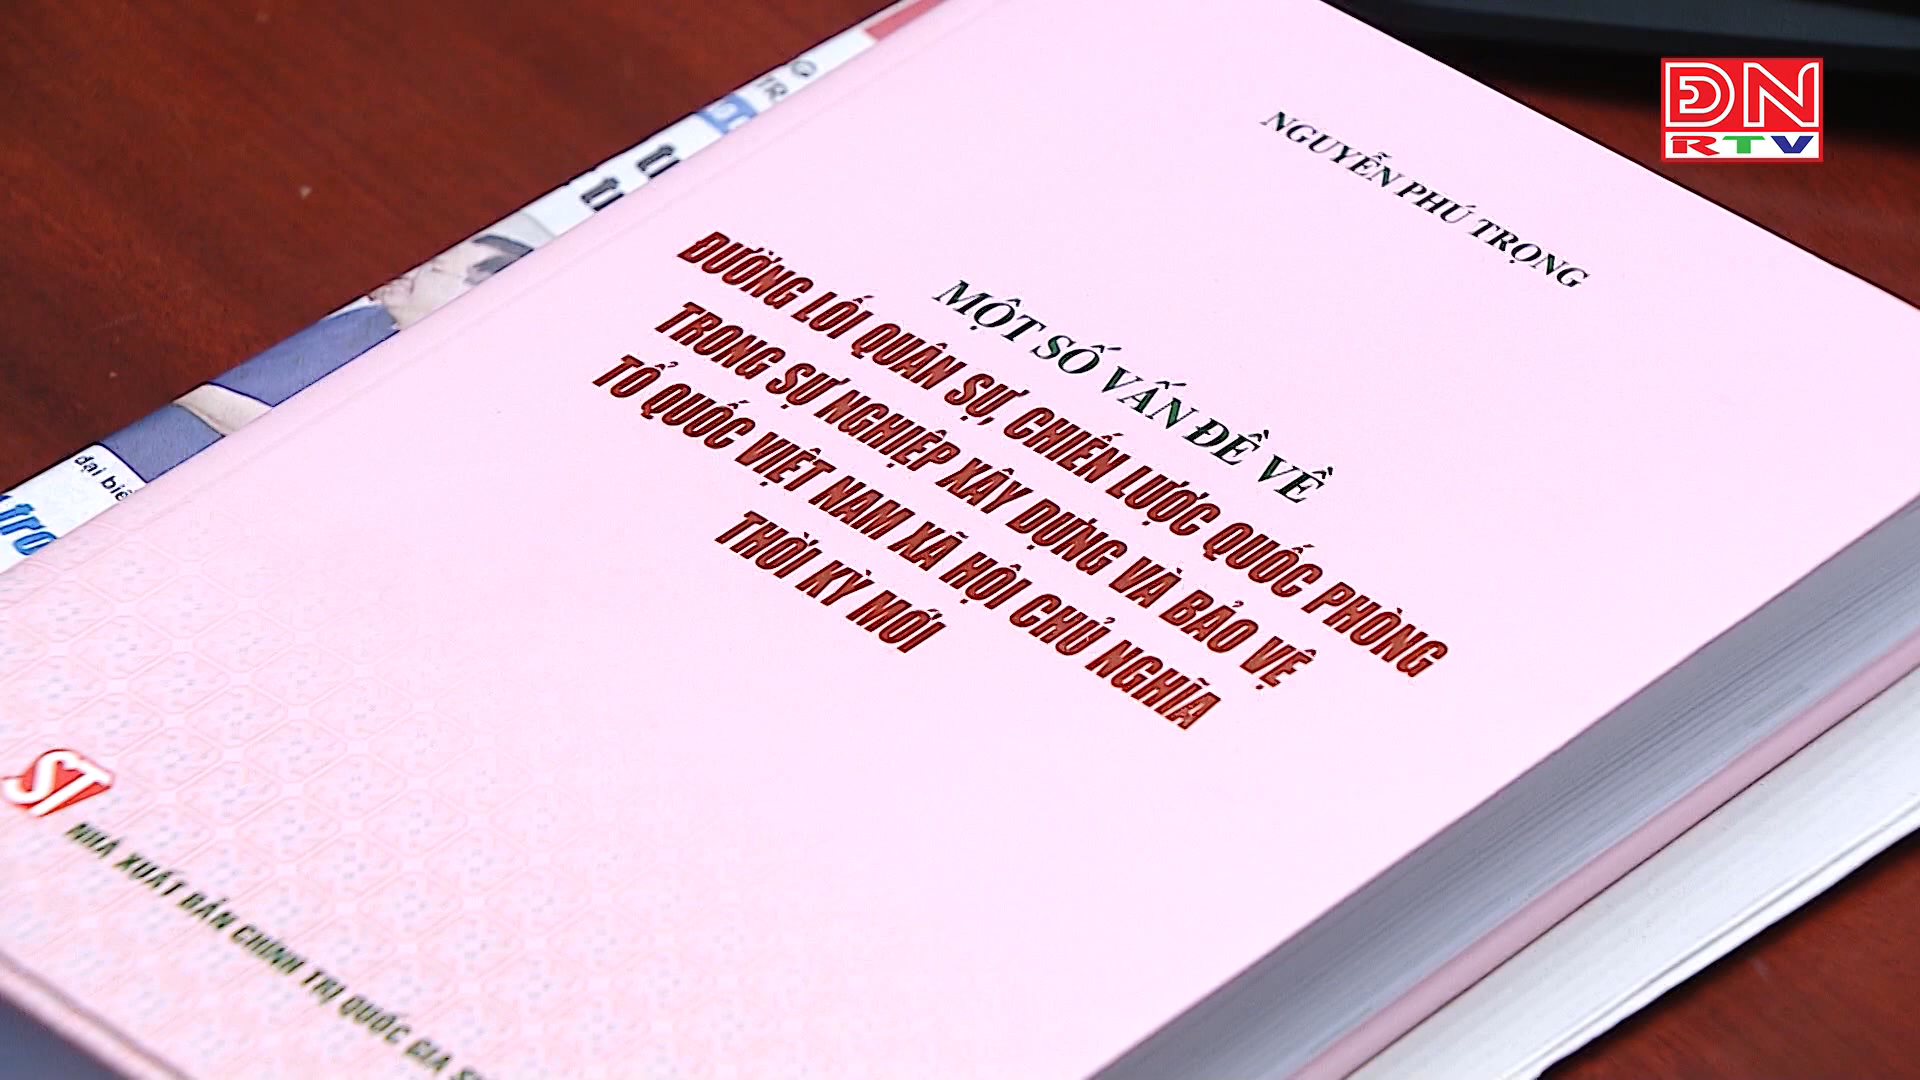 ĐN
RTV
NGUYỄN PHÚ TRỌNG
MỘT SỐ VẤN ĐỀ VỀ
ĐƯỜNG LỐI QUÂN SỰ, CHIẾN LƯỢC QUỐC PHÒNG
TRONG SỰ NGHIỆP XÂY DỰNG VÀ BẢO VỆ
TỔ QUỐC VIỆT NAM XÃ HỘI CHỦ NGHĨA
THỜI KỲ MỚI
ST
NHÀ XUẤT BẢN CHÍNH TRỊ QUỐC GIA
đại